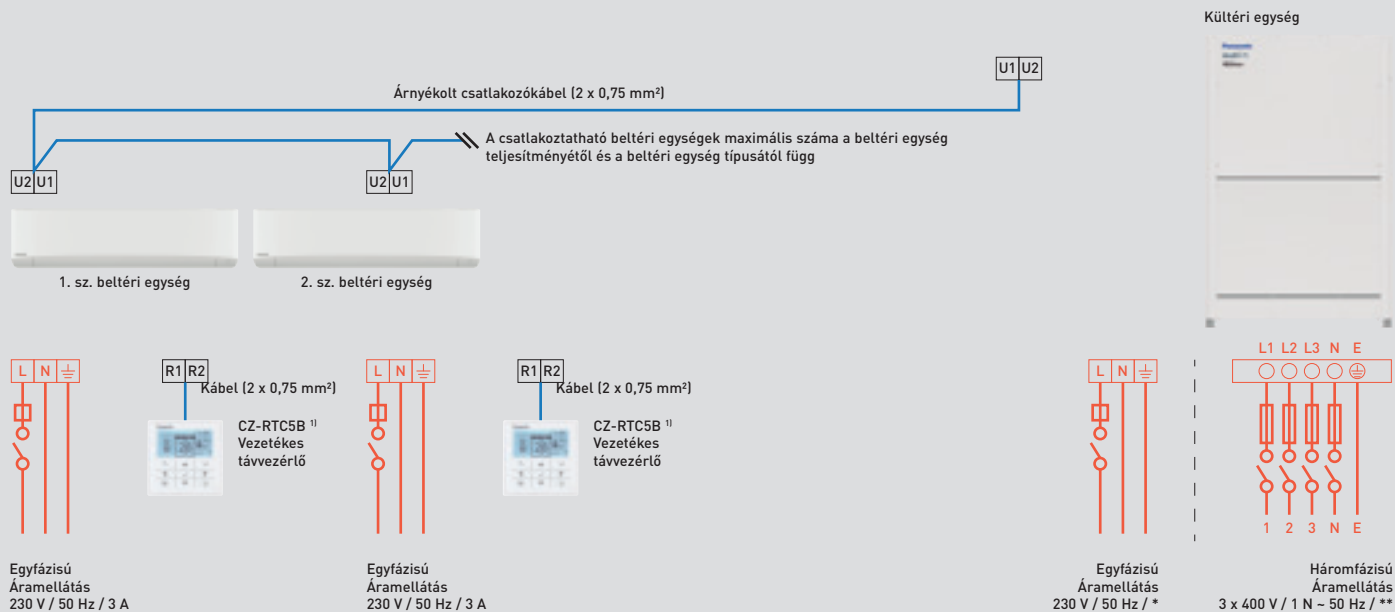 Kültéri egység
Panasonic
U1 U2
Árnyékolt csatlakozókábel (2 x 0,75 mm²)
A csatlakoztatható beltéri egységek maximális száma a beltéri egység
teljesítményétől és a beltéri egység típusától függ
U2 U1
U2 U1
1. sz. beltéri egység
2. sz. beltéri egység
L N
R1 R2
Kábel (2 x 0,75 mm²)
CZ-RTC5B ¹⁾
Vezetékes
távvezérlő
L N
R1 R2
Kábel (2 x 0,75 mm²)
CZ-RTC5B ¹⁾
Vezetékes
távvezérlő
L N
L1 L2 L3 N E
1 2 3 N E
Egyfázisú
Áramellátás
230 V / 50 Hz / 3 A
Egyfázisú
Áramellátás
230 V / 50 Hz / 3 A
Egyfázisú
Áramellátás
230 V / 50 Hz / *
Háromfázisú
Áramellátás
3 x 400 V / 1 N ~ 50 Hz / **